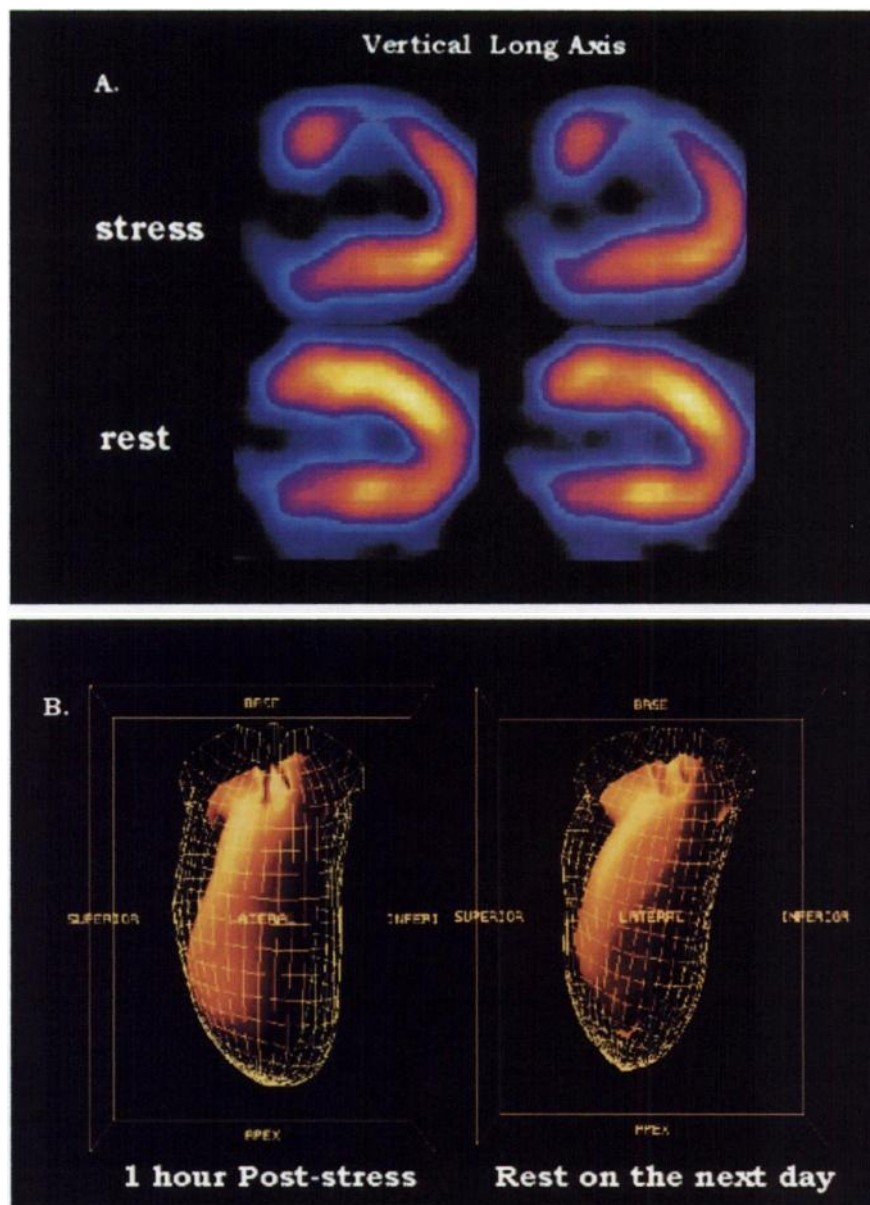 Vertical Long Axis
A.
stress
rest
B.
BASE
BASE
SUPERIOR
LATERAL
INFERI
SUPERIOR
LATERAL
INFERIOR
APEX
APEX
1 hour Post-stress
Rest on the next day